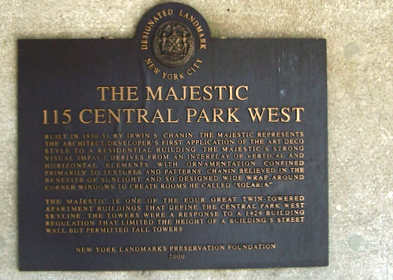 DESIGNATED LANDMARK
NEW YORK CITY
THE MAJESTIC
115 CENTRAL PARK WEST
BUILT IN 1930-31 BY IRWIN S. CHANIN, THE MAJESTIC REPRESENTS
THE ARCHITECT/DEVELOPER'S FIRST APPLICATION OF THE ART DECO
STYLE TO A RESIDENTIAL BUILDING. THE MAJESTIC'S STRONG
VISUAL IMPACT DERIVES FROM AN INTERPLAY OF VERTICAL AND
HORIZONTAL ELEMENTS WITH ORNAMENTATION CONFINED
PRIMARILY TO TEXTURES AND PATTERNS. CHANIN BELIEVED IN THE
BENEFITS OF SUNLIGHT AND SO DESIGNED WIDE WRAP-AROUND
CORNER WINDOWS TO CREATE ROOMS HE CALLED "SOLARIA"
THE MAJESTIC IS ONE OF THE FOUR GREAT TWIN-TOWERED
APARTMENT BUILDINGS THAT DEFINE THE CENTRAL PARK WEST
SKYLINE. THE TOWERS WERE A RESPONSE TO A 1929 BUILDING
REGULATION THAT LIMITED THE HEIGHT OF A BUILDING'S STREET
WALL BUT PERMITTED TALL TOWERS
NEW YORK LANDMARKS PRESERVATION FOUNDATION
2000